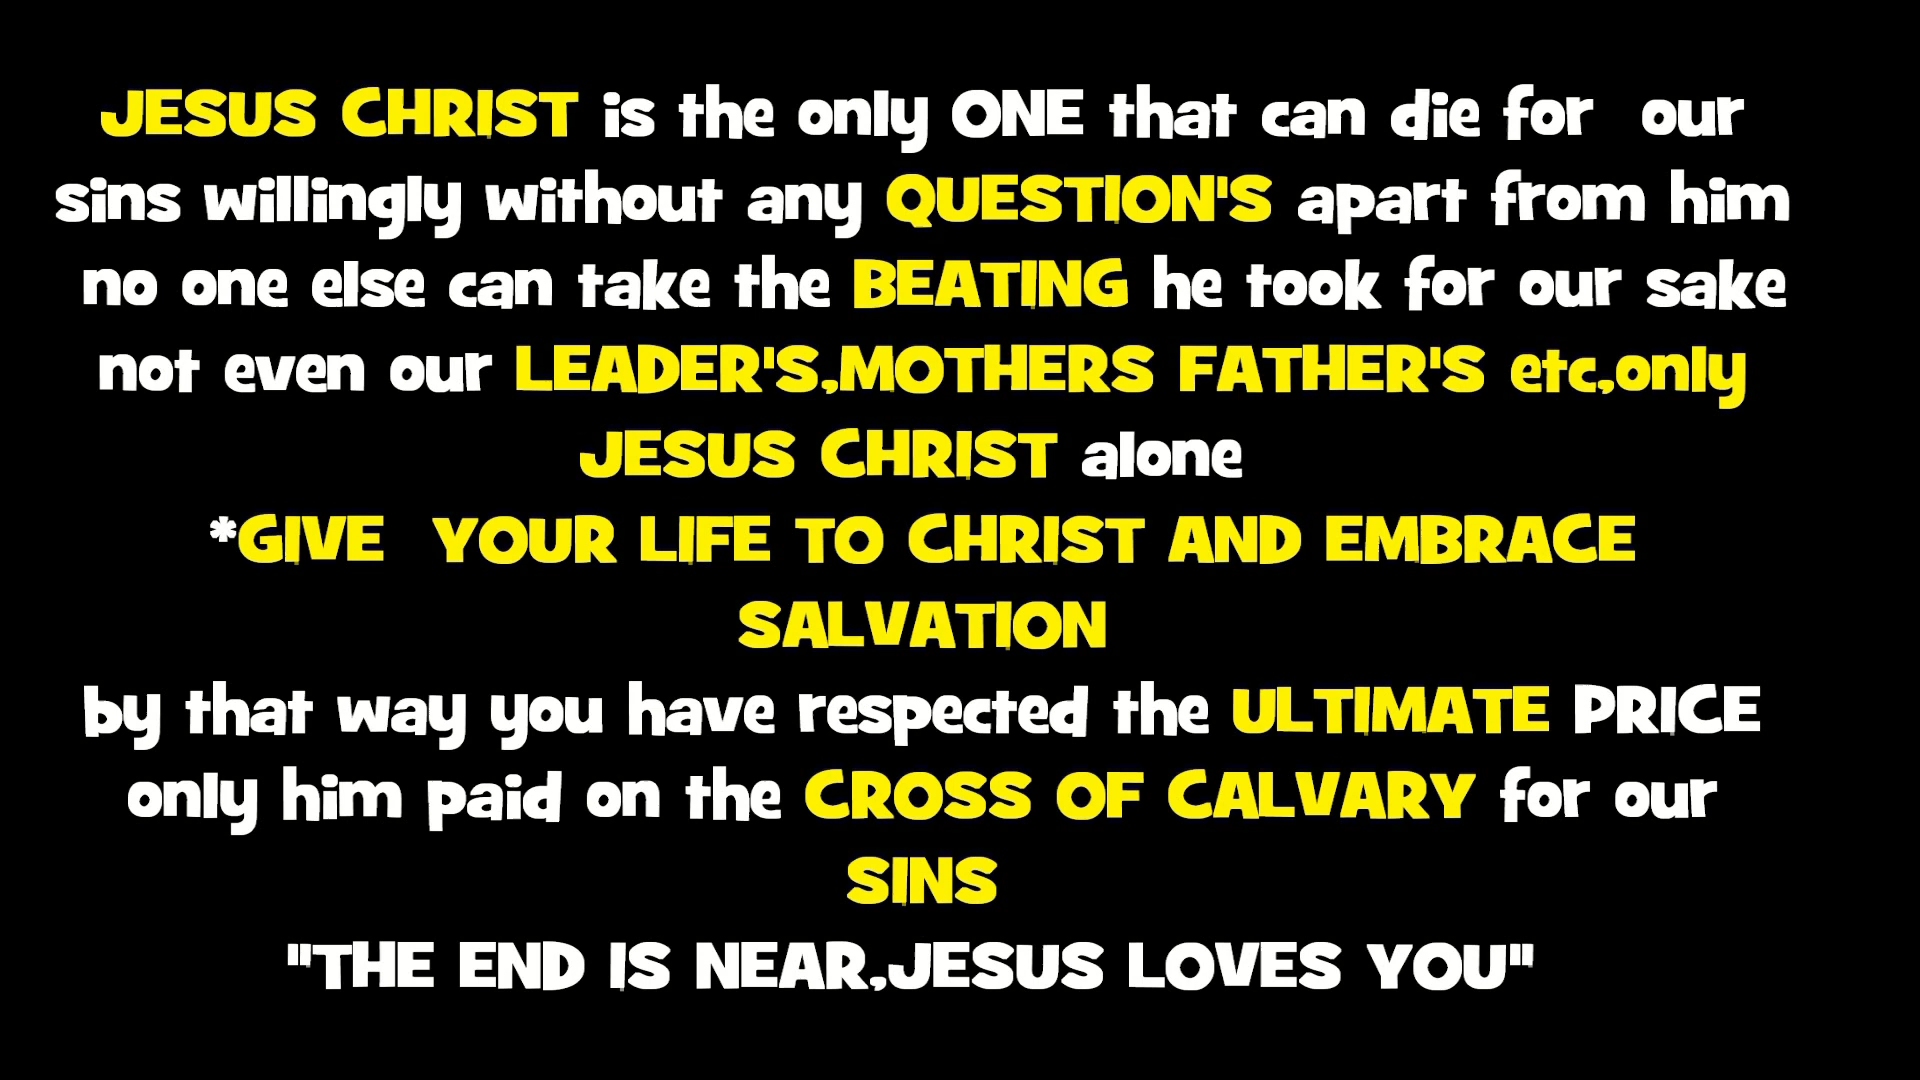 JESUS CHRIST is the only ONE that can die for our
sins willingly without any QUESTION'S apart from him
no one else can take the BEATING he took for our sake
not even our LEADER'S,MOTHERS FATHER'S etc,only
JESUS CHRIST alone
*GIVE YOUR LIFE TO CHRIST AND EMBRACE
SALVATION
by that way you have respected the ULTIMATE PRICE
only him paid on the CROSS OF CALVARY for our
SINS
"THE END IS NEAR,JESUS LOVES YOU"